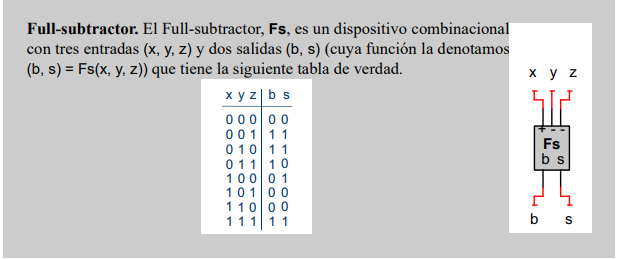 Full-subtractor. El Full-subtractor, Fs, es un dispositivo combinacional
con tres entradas (x, y, z) y dos salidas (b, s) (cuya función la denotamos
(b, s) = Fs(x, y, z)) que tiene la siguiente tabla de verdad.
x y z b s
0 0 0 0 0
0 0 1 1 1
0 1 0 1 1
0 1 1 1 0
1 0 0 0 1
1 0 1 0 0
1 1 0 0 0
1 1 1 1 1
x y z
+ - -
Fs
b s
b s